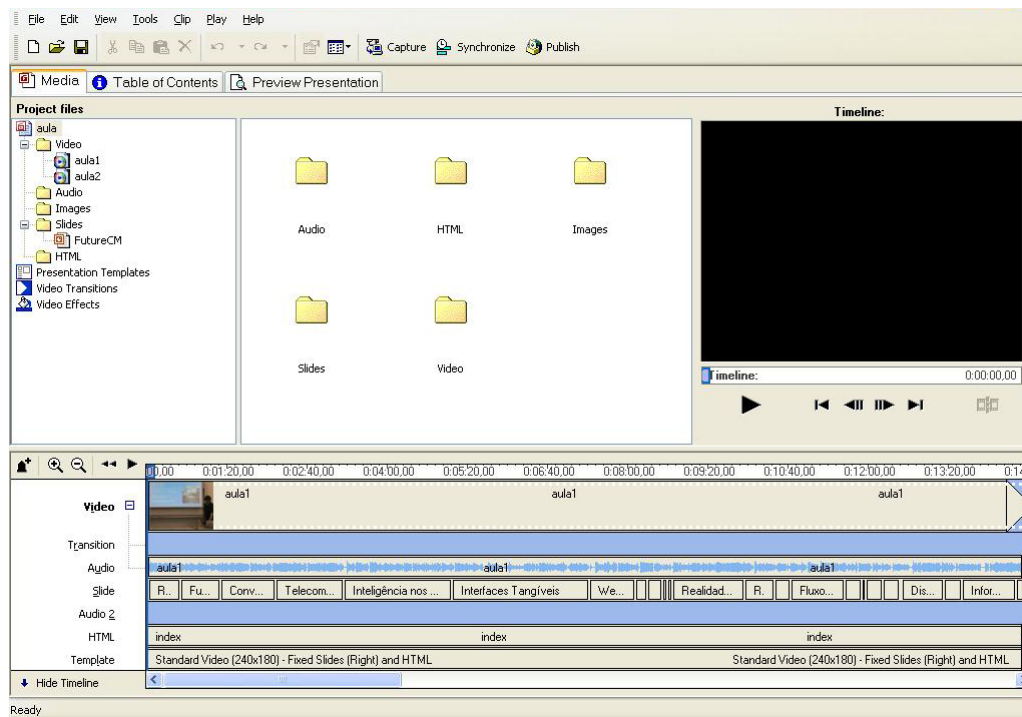 File Edit View Tools Clip Play Help
Capture Synchronize Publish
Media Table of Contents Preview Presentation
Project files
Timeline:
aula
Video
aula1
aula2
Audio
Images
Slides
FutureCM
HTML
Presentation Templates
Video Transitions
Video Effects
Audio HTML Images
Slides Video
Timeline: 0:00:00,00
0:01:20,00 0:02:40,00 0:04:00,00 0:05:20,00 0:06:40,00 0:08:00,00 0:09:20,00 0:10:40,00 0:12:00,00 0:13:20,00
Video aula1 aula1 aula1
Transition
Audio aula1 aula1 aula1
Slide R.. Fu... Conv... Telecom... Inteligência nos ... Interfaces Tangíveis We... Realidad... R. Fluxo... Dis... Infor...
Audio 2
HTML index index index
Template Standard Video (240x180) - Fixed Slides (Right) and HTML Standard Video (240x180) - Fixed Slides (Right) and HTML
Hide Timeline
Ready